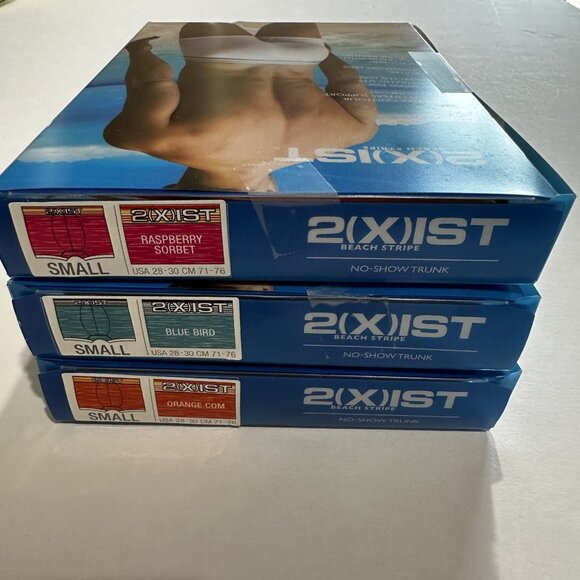 2(X)IST
BEACH STRIPE
2(X)IST
2(X)IST
RASPBERRY
SORBET
SMALL
USA 28-30 CM 71-76
2(X)IST
BEACH STRIPE
NO-SHOW TRUNK
2(X)IST
2(X)IST
BLUE BIRD
SMALL
USA 28-30 CM 71-76
2(X)IST
BEACH STRIPE
NO-SHOW TRUNK
2(X)IST
ORANGE.COM
SMALL
USA 28-30 CM 71-76
2(X)IST
BEACH STRIPE
NO-SHOW TRUNK